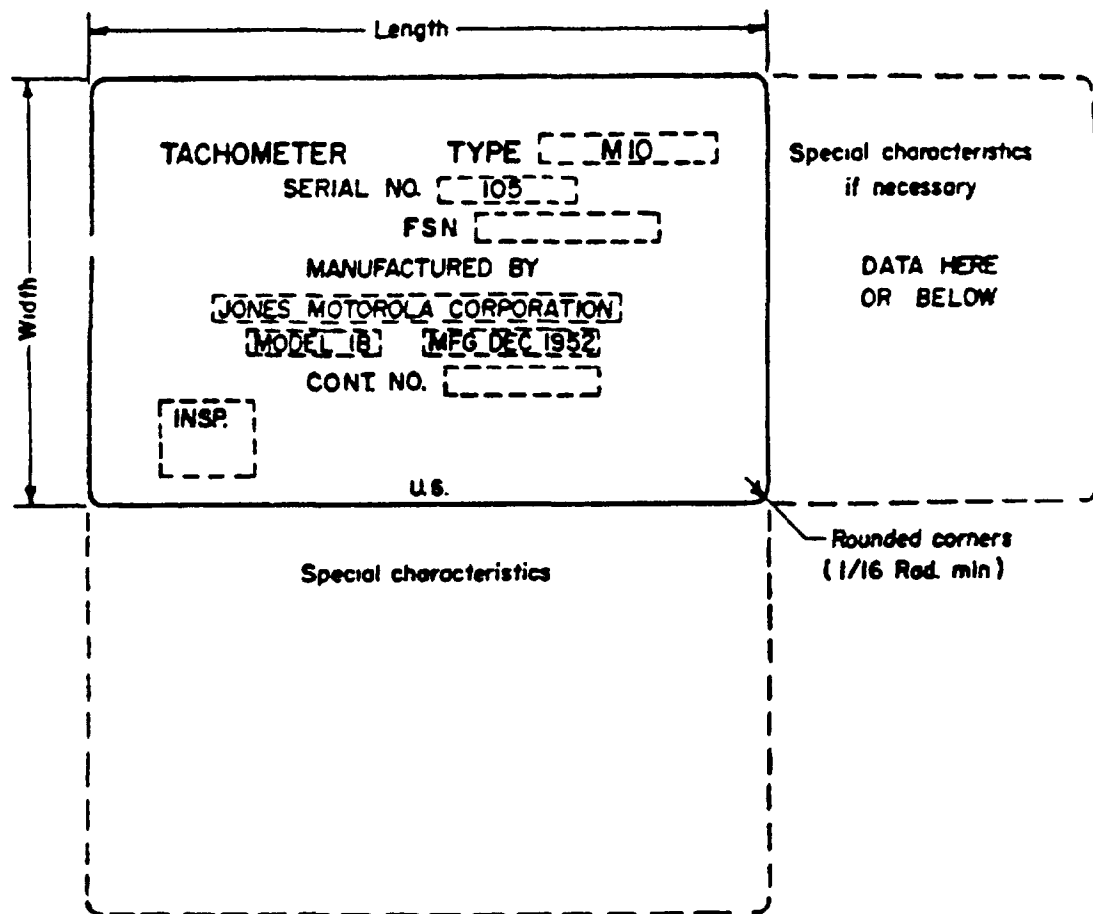 Length
Width
TACHOMETER TYPE M10
SERIAL NO. 105
FSN
MANUFACTURED BY
JONES MOTOROLA CORPORATION
MODEL 1B MFG DEC 1952
CONT. NO.
INSP.
U.S.
Special characteristics
if necessary
DATA HERE
OR BELOW
Rounded corners
(1/16 Rad. min)
Special characteristics